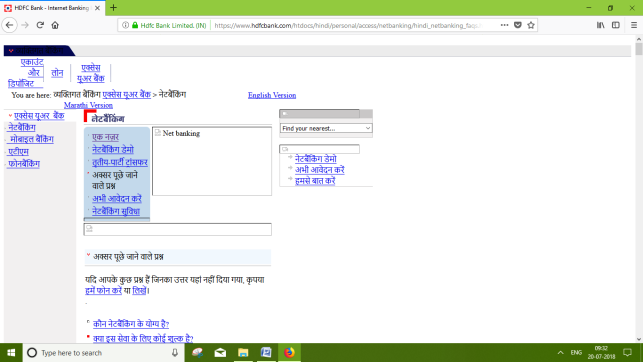 HDFC Bank - Internet Banking
Hdfc Bank Limited. (IN)
https://www.hdfcbank.com/htdocs/hindi/personal/access/netbanking/hindi_netbanking_faq
एकाउंट
और
डिपॉजिट
लोन
एक्सेस
यूअर बैंक
You are here: व्यक्तिगत बैंकिंग एक्सेस यूअर बैंक > नेटबैंकिंग
English Version
Marathi Version
एक्सेस यूअर बैंक
नेटबैंकिंग
मोबाइल बैंकिंग
एटीएम
फोनबैंकिंग
नेटबैंकिंग
एक नज़र
नेटबैंकिंग डेमो
तृतीय-पार्टी ट्रांसफर
अक्सर पूछे जाने
वाले प्रश्न
अभी आवेदन करें
नेटबैंकिंग सुविधा
Net banking
Find your nearest...
नेटबैंकिंग डेमो
अभी आवेदन करें
हमसे बात करें
अक्सर पूछे जाने वाले प्रश्न
यदि आपके कुछ प्रश्न हैं जिनका उत्तर यहां नहीं दिया गया, कृपया
हमें फोन करें या लिखें।
कौन नेटबैंकिंग के योग्य है?
क्या इस सेवा के लिए कोई शुल्क है?
Type here to search
ENG
09:32
20-07-2018